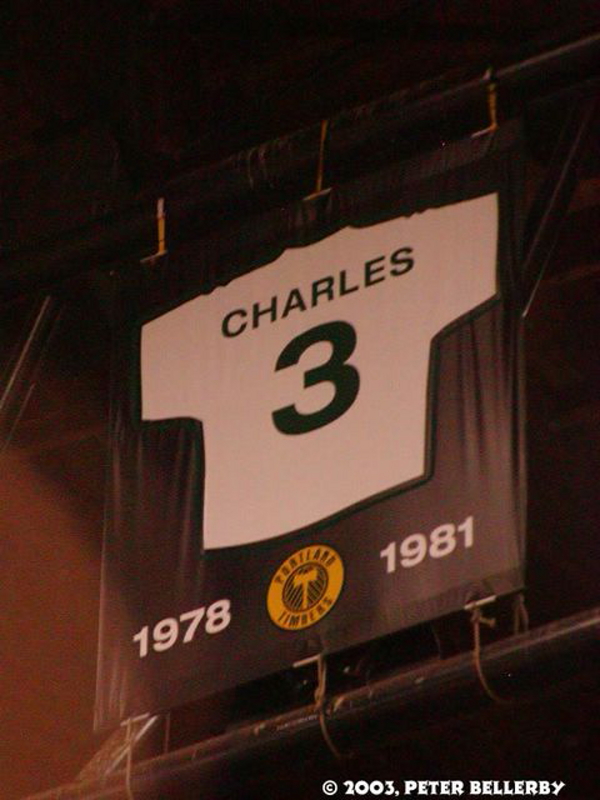 CHARLES
3
1978
PORTLAND
TIMBERS
1981
© 2003, PETER BELLERBY